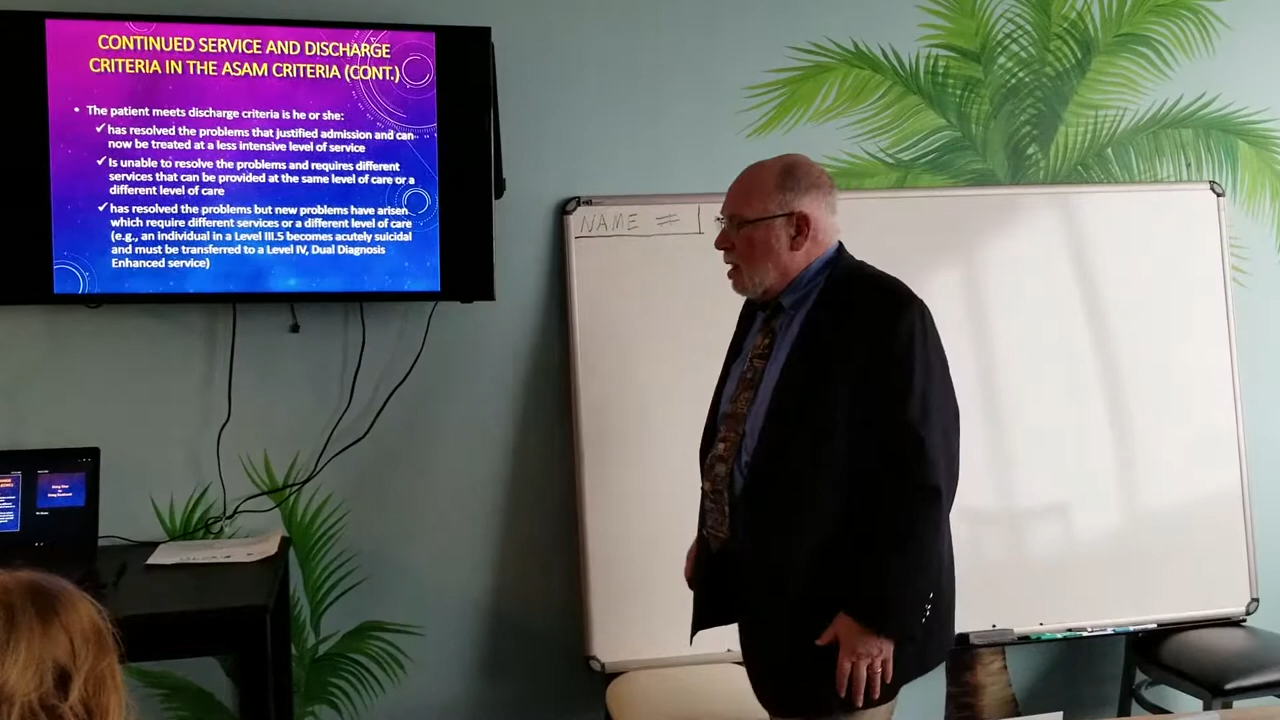 CONTINUED SERVICE AND DISCHARGE
CRITERIA IN THE ASAM CRITERIA (CONT.)
• The patient meets discharge criteria is he or she:
✓has resolved the problems that justified admission and can
now be treated at a less intensive level of service
✓Is unable to resolve the problems and requires different
services that can be provided at the same level of care or a
different level of care
✓has resolved the problems but new problems have arisen
which require different services or a different level of care
(e.g., an individual in a Level III.5 becomes acutely suicidal
and must be transferred to a Level IV, Dual Diagnosis
Enhanced service)
NAME # 1